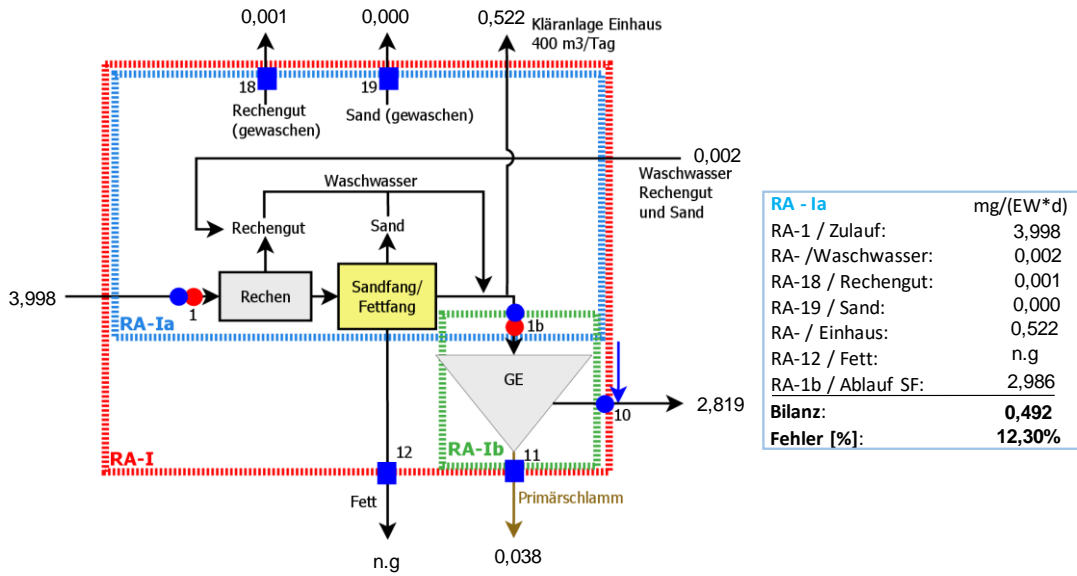 0,001
0,000
0,522
Kläranlage Einhaus
400 m3/Tag
18
19
Rechengut
(gewaschen)
Sand (gewaschen)
0,002
Waschwasser
Rechengut
und Sand
Waschwasser
Rechengut
Sand
3,998
1
Rechen
Sandfang/
Fettfang
RA-Ia
1b
GE
10
2,819
RA-Ib
RA-I
12
11
Fett
Primärschlamm
n.g
0,038
RA - Ia mg/(EW*d)
RA-1 / Zulauf: 3,998
RA- /Waschwasser: 0,002
RA-18 / Rechengut: 0,001
RA-19 / Sand: 0,000
RA- / Einhaus: 0,522
RA-12 / Fett: n.g
RA-1b / Ablauf SF: 2,986
Bilanz: 0,492
Fehler [%]: 12,30%